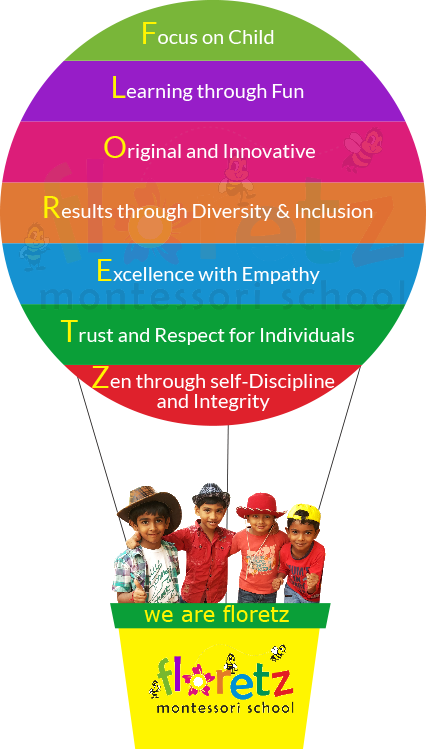 Focus on Child
Learning through Fun
Original and Innovative
Results through Diversity & Inclusion
Excellence with Empathy
floretz
montessori school
Trust and Respect for Individuals
Zen through self-Discipline
and Integrity
we are floretz
floretz
montessori school